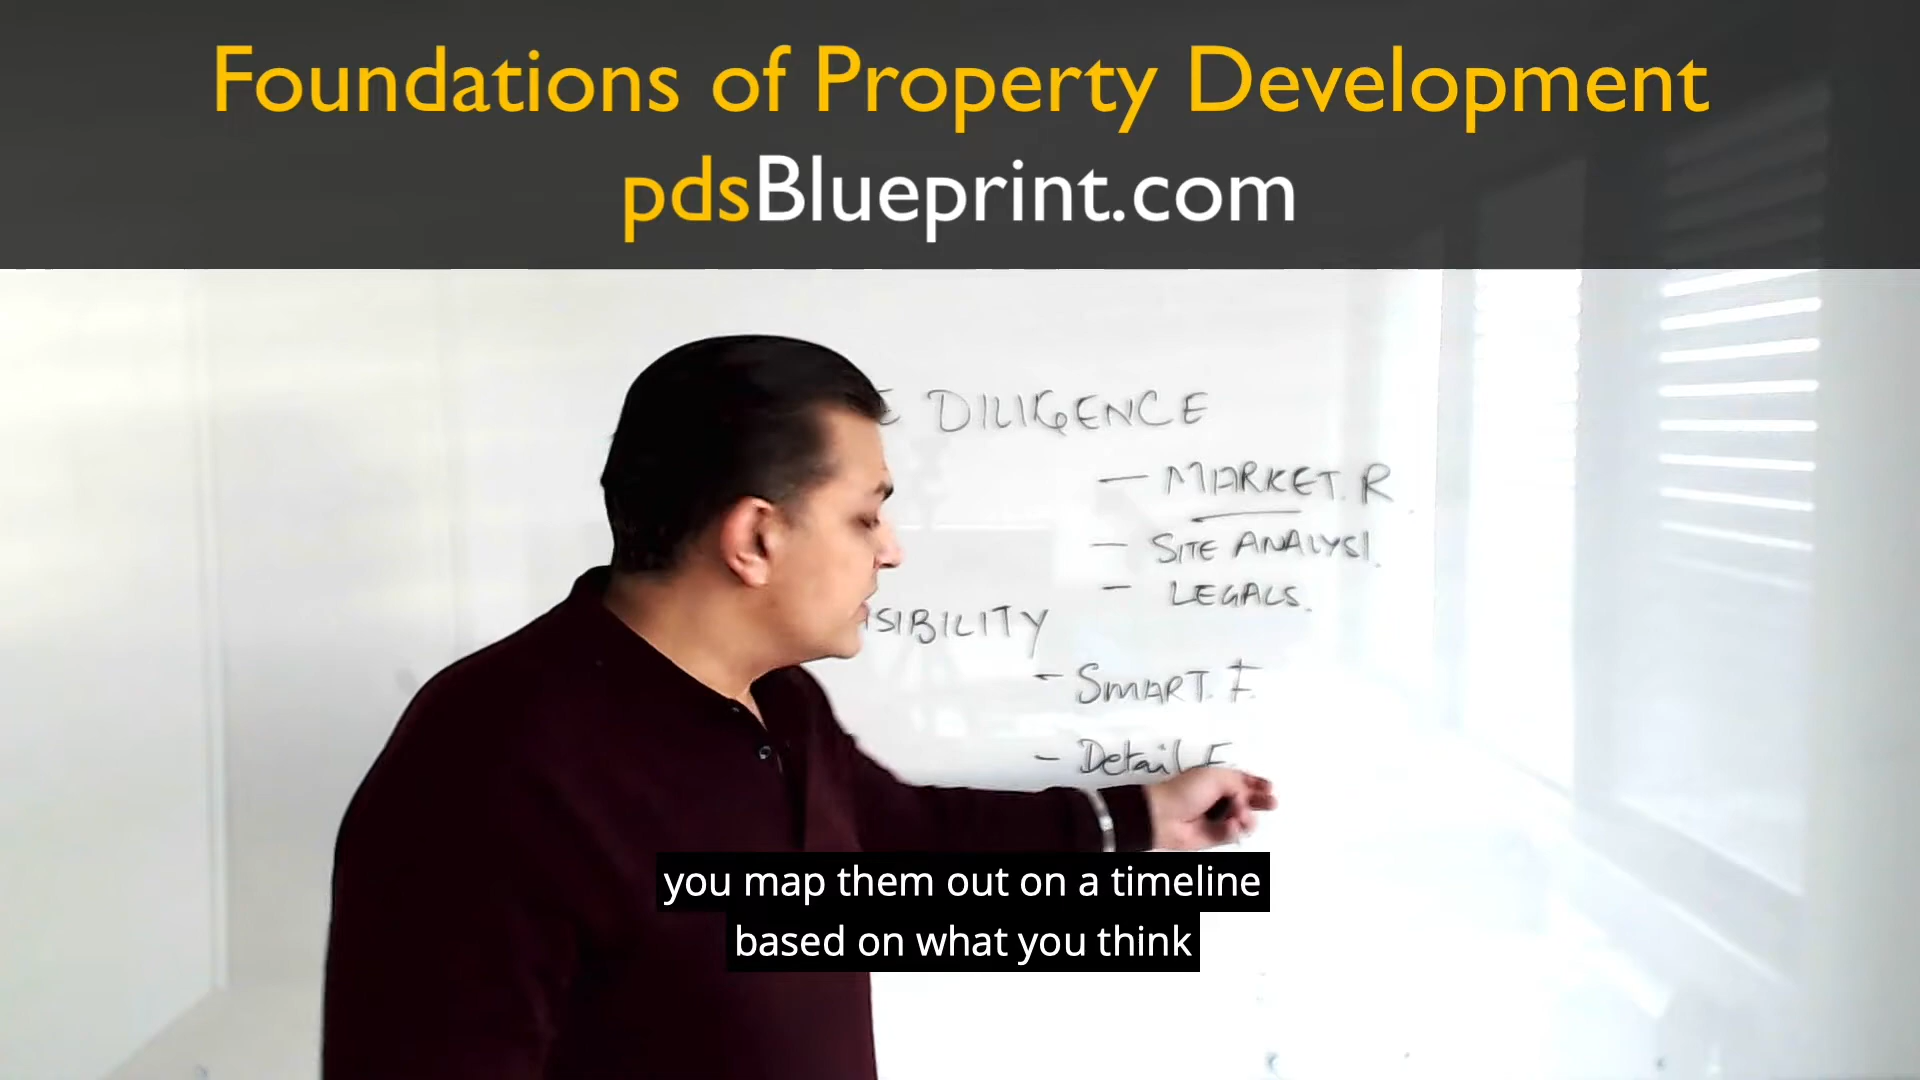 Foundations of Property Development
pdsBlueprint.com
E DILIGENCE
— MARKET. R.
— SITE ANALYSI.
- LEGALS.
SIBILITY
- SMART. F.
- Detail F.
you map them out on a timeline
based on what you think